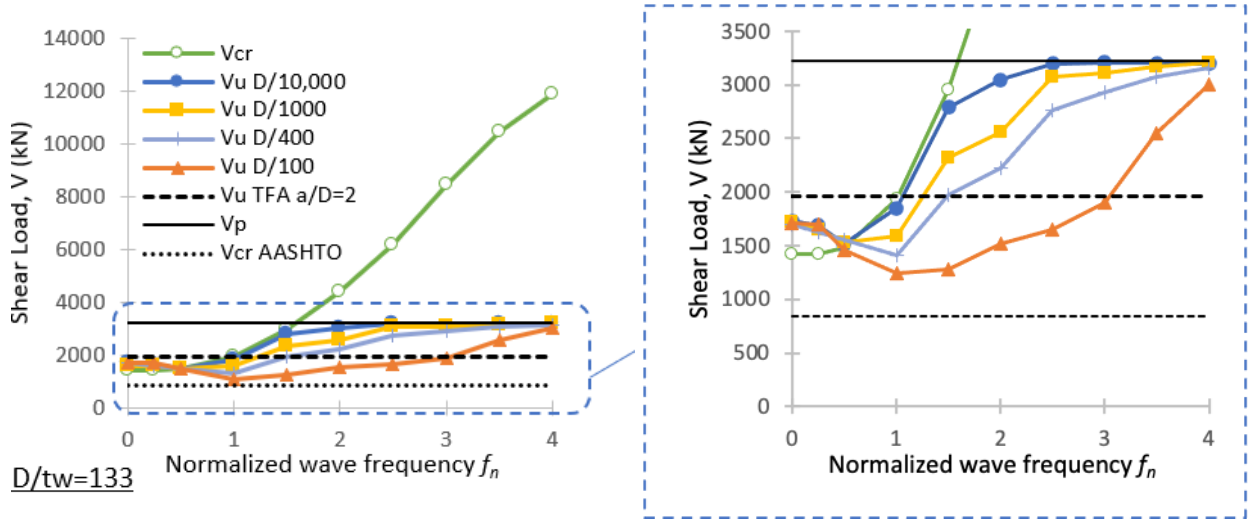 14000
12000
10000
8000
6000
4000
2000
0
Shear Load, V (kN)
Vcr
Vu D/10,000
Vu D/1000
Vu D/400
Vu D/100
Vu TFA a/D=2
Vp
Vcr AASHTO
0 1 2 3 4
Normalized wave frequency fn
D/tw=133
3500
3000
2500
2000
1500
1000
500
0
Shear Load, V (kN)
0 1 2 3 4
Normalized wave frequency fn